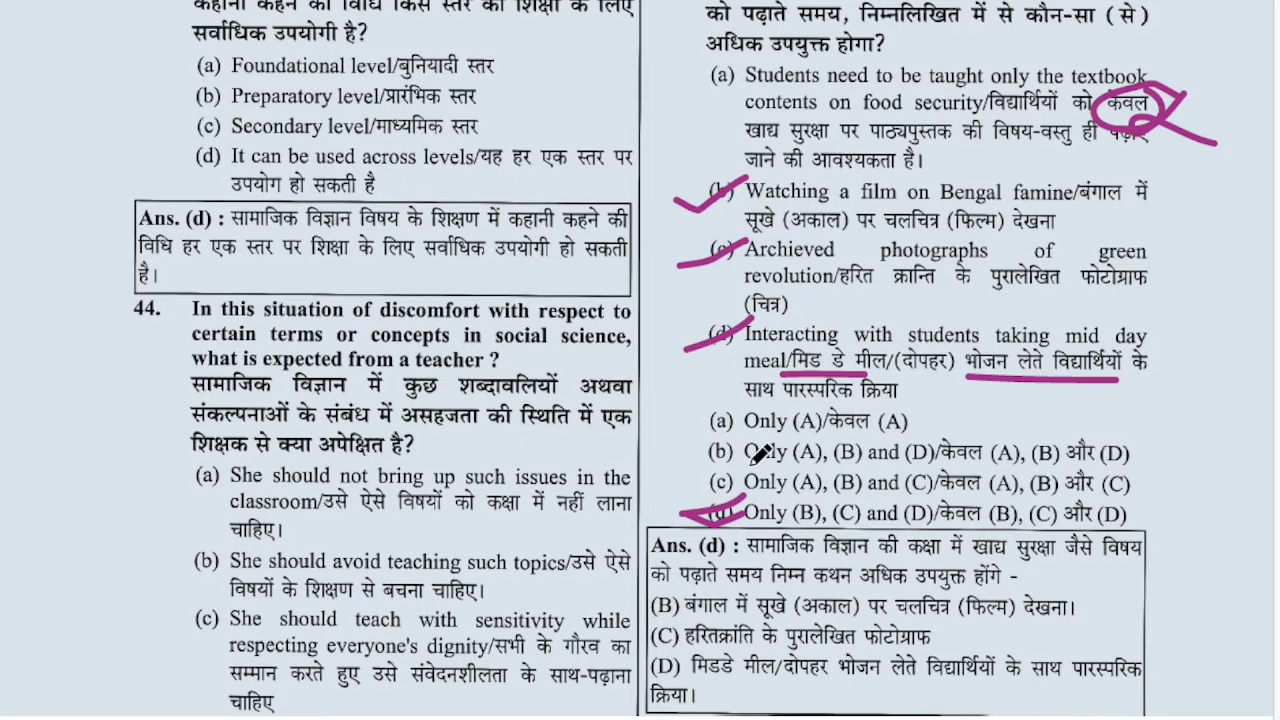 कहानी कहने की विधि किस स्तर की शिक्षा के लिए
सर्वाधिक उपयोगी है?
(a) Foundational level/बुनियादी स्तर
(b) Preparatory level/प्रारंभिक स्तर
(c) Secondary level/माध्यमिक स्तर
(d) It can be used across levels/यह हर एक स्तर पर
उपयोग हो सकती है
Ans. (d) : सामाजिक विज्ञान विषय के शिक्षण में कहानी कहने की
विधि हर एक स्तर पर शिक्षा के लिए सर्वाधिक उपयोगी हो सकती
है।
44. In this situation of discomfort with respect to
certain terms or concepts in social science,
what is expected from a teacher ?
सामाजिक विज्ञान में कुछ शब्दावलियों अथवा
संकल्पनाओं के संबंध में असहजता की स्थिति में एक
शिक्षक से क्या अपेक्षित है?
(a) She should not bring up such issues in the
classroom/उसे ऐसे विषयों को कक्षा में नहीं लाना
चाहिए।
(b) She should avoid teaching such topics/उसे ऐसे
विषयों के शिक्षण से बचना चाहिए।
(c) She should teach with sensitivity while
respecting everyone's dignity/सभी के गौरव का
सम्मान करते हुए उसे संवेदनशीलता के साथ-पढ़ाना
चाहिए
को पढ़ाते समय, निम्नलिखित में से कौन-सा (से)
अधिक उपयुक्त होगा?
(a) Students need to be taught only the textbook
contents on food security/विद्यार्थियों को केवल
खाद्य सुरक्षा पर पाठ्यपुस्तक की विषय-वस्तु ही पढ़ाए
जाने की आवश्यकता है।
(b) Watching a film on Bengal famine/बंगाल में
सूखे (अकाल) पर चलचित्र (फिल्म) देखना
(c) Archieved photographs of green
revolution/हरित क्रान्ति के पुरालेखित फोटोग्राफ
(चित्र)
(d) Interacting with students taking mid day
meal/मिड डे मील/(दोपहर) भोजन लेते विद्यार्थियों के
साथ पारस्परिक क्रिया
(a) Only (A)/केवल (A)
(b) Only (A), (B) and (D)/केवल (A), (B) और (D)
(c) Only (A), (B) and (C)/केवल (A), (B) और (C)
(d) Only (B), (C) and (D)/केवल (B), (C) और (D)
Ans. (d) : सामाजिक विज्ञान की कक्षा में खाद्य सुरक्षा जैसे विषय
को पढ़ाते समय निम्न कथन अधिक उपयुक्त होंगे -
(B) बंगाल में सूखे (अकाल) पर चलचित्र (फिल्म) देखना।
(C) हरितक्रांति के पुरालेखित फोटोग्राफ
(D) मिडडे मील/दोपहर भोजन लेते विद्यार्थियों के साथ पारस्परिक
क्रिया।